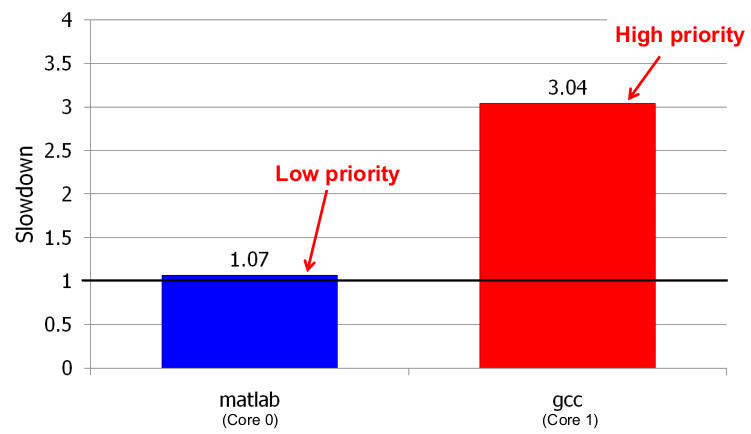 4
High priority
3.5
3.04
3
2.5
Low priority
2
1.5
1.07
1
0.5
0
Slowdown
matlab
(Core 0)
gcc
(Core 1)